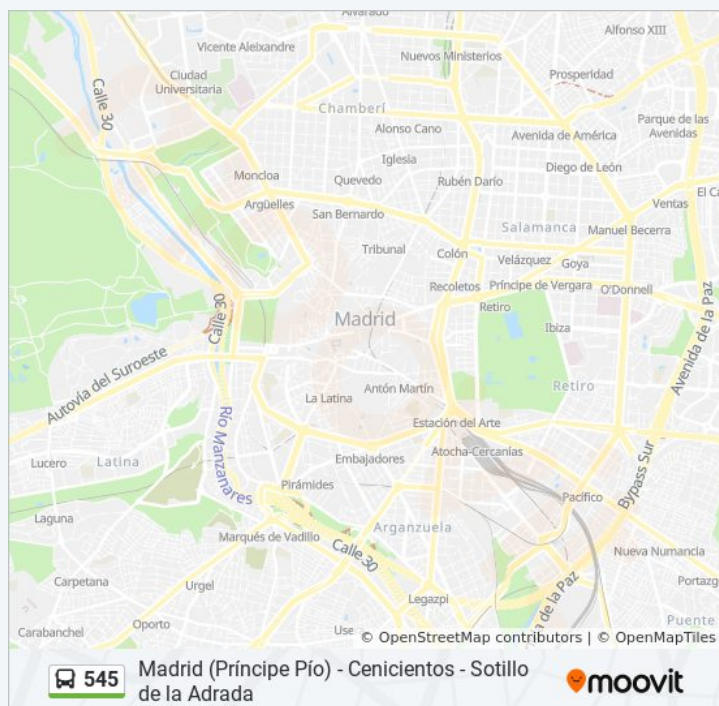 Alvarado
Alfonso XIII
Vicente Aleixandre
Nuevos Ministerios
Ciudad
Universitaria
Prosperidad
Calle 30
Chamberí
Parque de las
Avenidas
Alonso Cano
Avenida de América
Iglesia
Diego de León
Moncloa
Quevedo
Rubén Darío
El Ca
Argüelles
San Bernardo
Ventas
Salamanca
Manuel Becerra
Tribunal
Colón
Velázquez
Goya
Recoletos
Príncipe de Vergara
O'Donnell
Retiro
Calle 30
Madrid
Ibiza
Avenida de la Paz
Autovía del Suroeste
Antón Martín
Retiro
La Latina
Estación del Arte
Río Manzanares
Lucero
Latina
Embajadores
Atocha-Cercanías
Bypass Sur
Pirámides
Pacífico
Laguna
Arganzuela
Marqués de Vadillo
Calle 30
Nueva Numancia
Carpetana
Urgel
Portazg
Legazpi
a de la Paz
Puente
Carabanchel
Oporto
Use
© OpenStreetMap contributors | © OpenMapTiles
545
Madrid (Príncipe Pío) - Cenicientos - Sotillo
de la Adrada
moovit